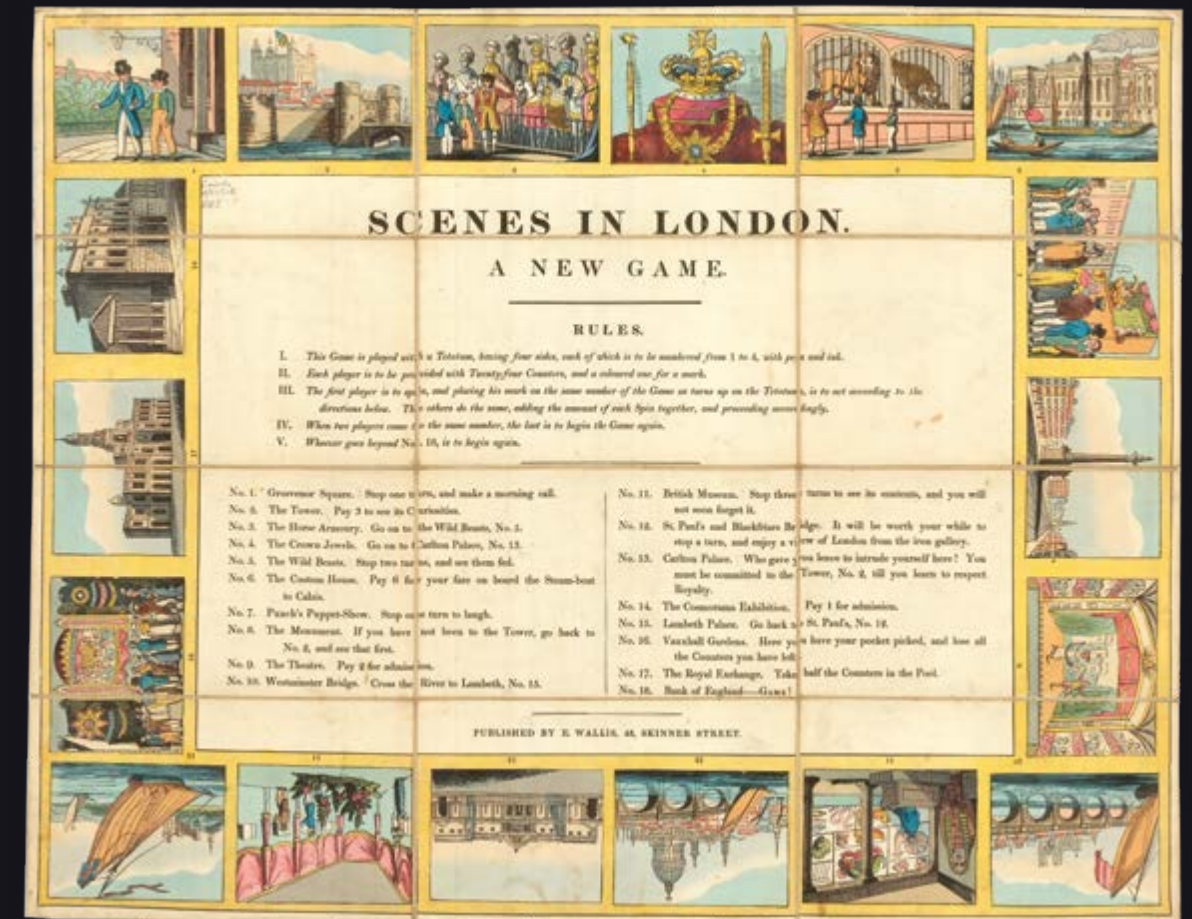 SCENES IN LONDON.
A NEW GAME.
RULES.
I. This Game is played with a Totatum, having four sides, each of which is to be numbered from 1 to 4, with pen and ink.
II. Each player is to be provided with Twenty-four Counters, and a coloured one for a mark.
III. The first player is to spin, and placing his mark on the same number of the Game as turns up on the Totatum, is to act according to the
directions below. The others do the same, adding the amount of each Spin together, and proceeding accordingly.
IV. When two players come to the same number, the last is to begin the Game again.
V. Whoever goes beyond No. 18, is to begin again.
No. 1. Grosvenor Square. Stop one turn, and make a morning call.
No. 2. The Tower. Pay 3 to see its Curiosities.
No. 3. The Horse Armoury. Go on to the Wild Beasts, No. 5.
No. 4. The Crown Jewels. Go on to Carlton Palace, No. 13.
No. 5. The Wild Beasts. Stop two turns, and see them fed.
No. 6. The Custom House. Pay 6 for your fare on board the Steam-boat
to Calais.
No. 7. Punch's Puppet-Show. Stop one turn to laugh.
No. 8. The Monument. If you have not been to the Tower, go back to
No. 2, and see that first.
No. 9. The Theatre. Pay 2 for admission.
No. 10. Westminster Bridge. Cross the River to Lambeth, No. 15.
No. 11. British Museum. Stop three turns to see its contents, and you will
not soon forget it.
No. 12. St. Paul's and Blackfriars Bridge. It will be worth your while to
stop a turn, and enjoy a view of London from the iron gallery.
No. 13. Carlton Palace. Who gave you leave to intrude yourself here? You
must be committed to the Tower, No. 2, till you learn to respect
Royalty.
No. 14. The Cosmorama Exhibition. Pay 1 for admission.
No. 15. Lambeth Palace. Go back to St. Paul's, No. 12.
No. 16. Vauxhall Gardens. Here you have your pocket picked, and lose all
the Counters you have left.
No. 17. The Royal Exchange. Take half the Counters in the Pool.
No. 18. Bank of England—GAME!
PUBLISHED BY E. WALLIS, 42, SKINNER STREET.